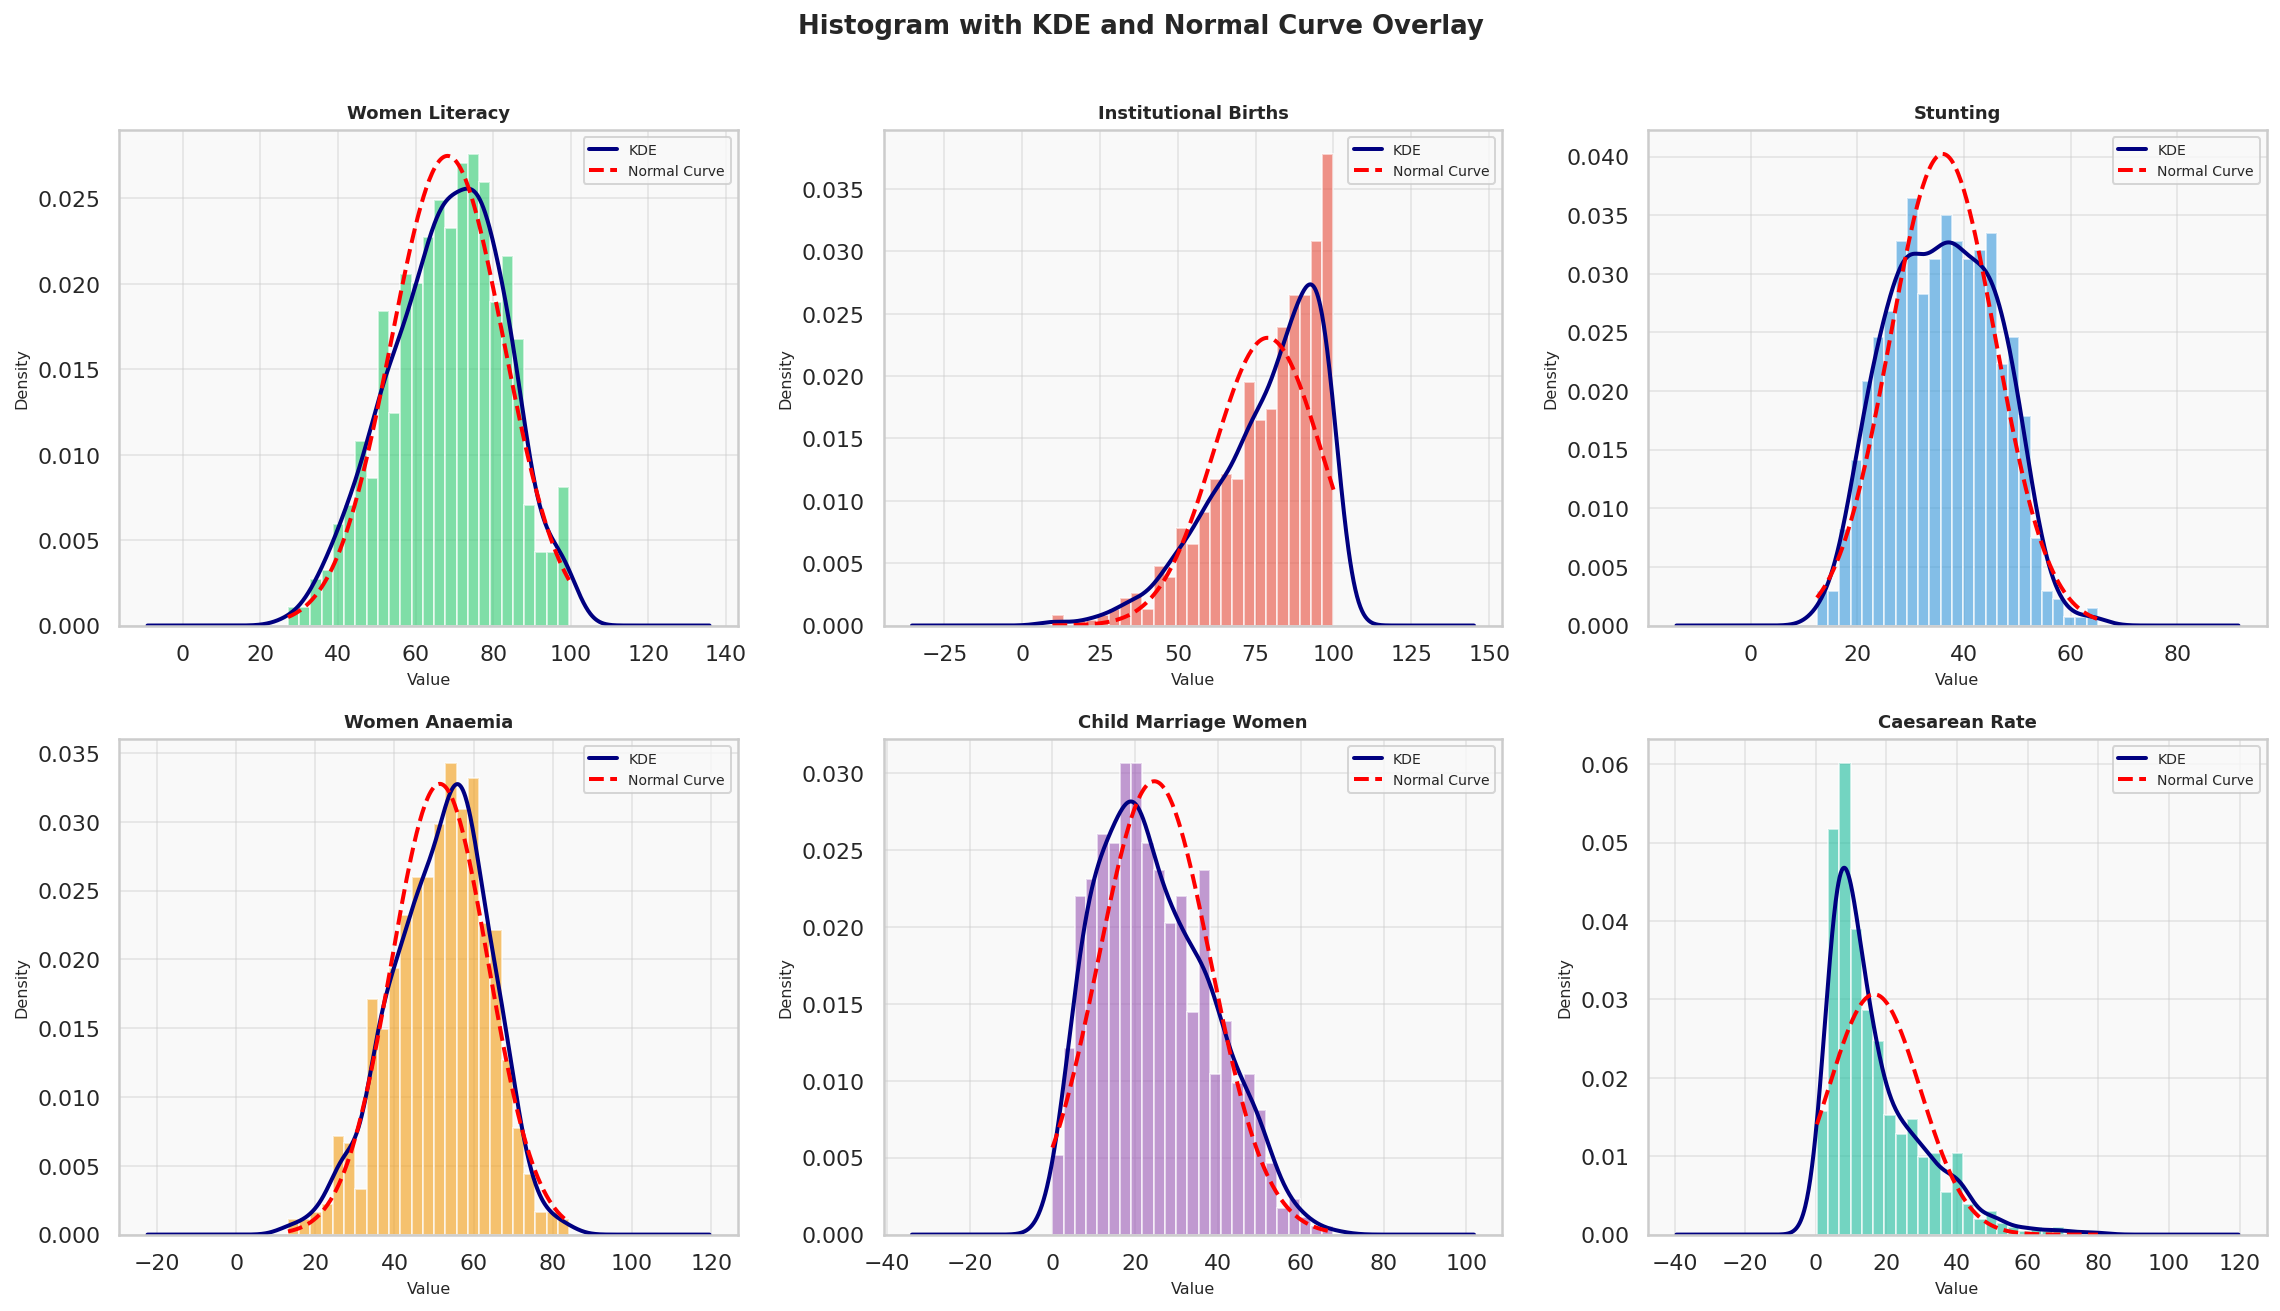 Histogram with KDE and Normal Curve Overlay
Women Literacy
KDE
Normal Curve
Density
0.025
0.020
0.015
0.010
0.005
0.000
0 20 40 60 80 100 120 140
Value
Institutional Births
KDE
Normal Curve
Density
0.035
0.030
0.025
0.020
0.015
0.010
0.005
0.000
−25 0 25 50 75 100 125 150
Value
Stunting
KDE
Normal Curve
Density
0.040
0.035
0.030
0.025
0.020
0.015
0.010
0.005
0.000
0 20 40 60 80
Value
Women Anaemia
KDE
Normal Curve
Density
0.035
0.030
0.025
0.020
0.015
0.010
0.005
0.000
−20 0 20 40 60 80 100 120
Value
Child Marriage Women
KDE
Normal Curve
Density
0.030
0.025
0.020
0.015
0.010
0.005
0.000
−40 −20 0 20 40 60 80 100
Value
Caesarean Rate
KDE
Normal Curve
Density
0.06
0.05
0.04
0.03
0.02
0.01
0.00
−40 −20 0 20 40 60 80 100 120
Value